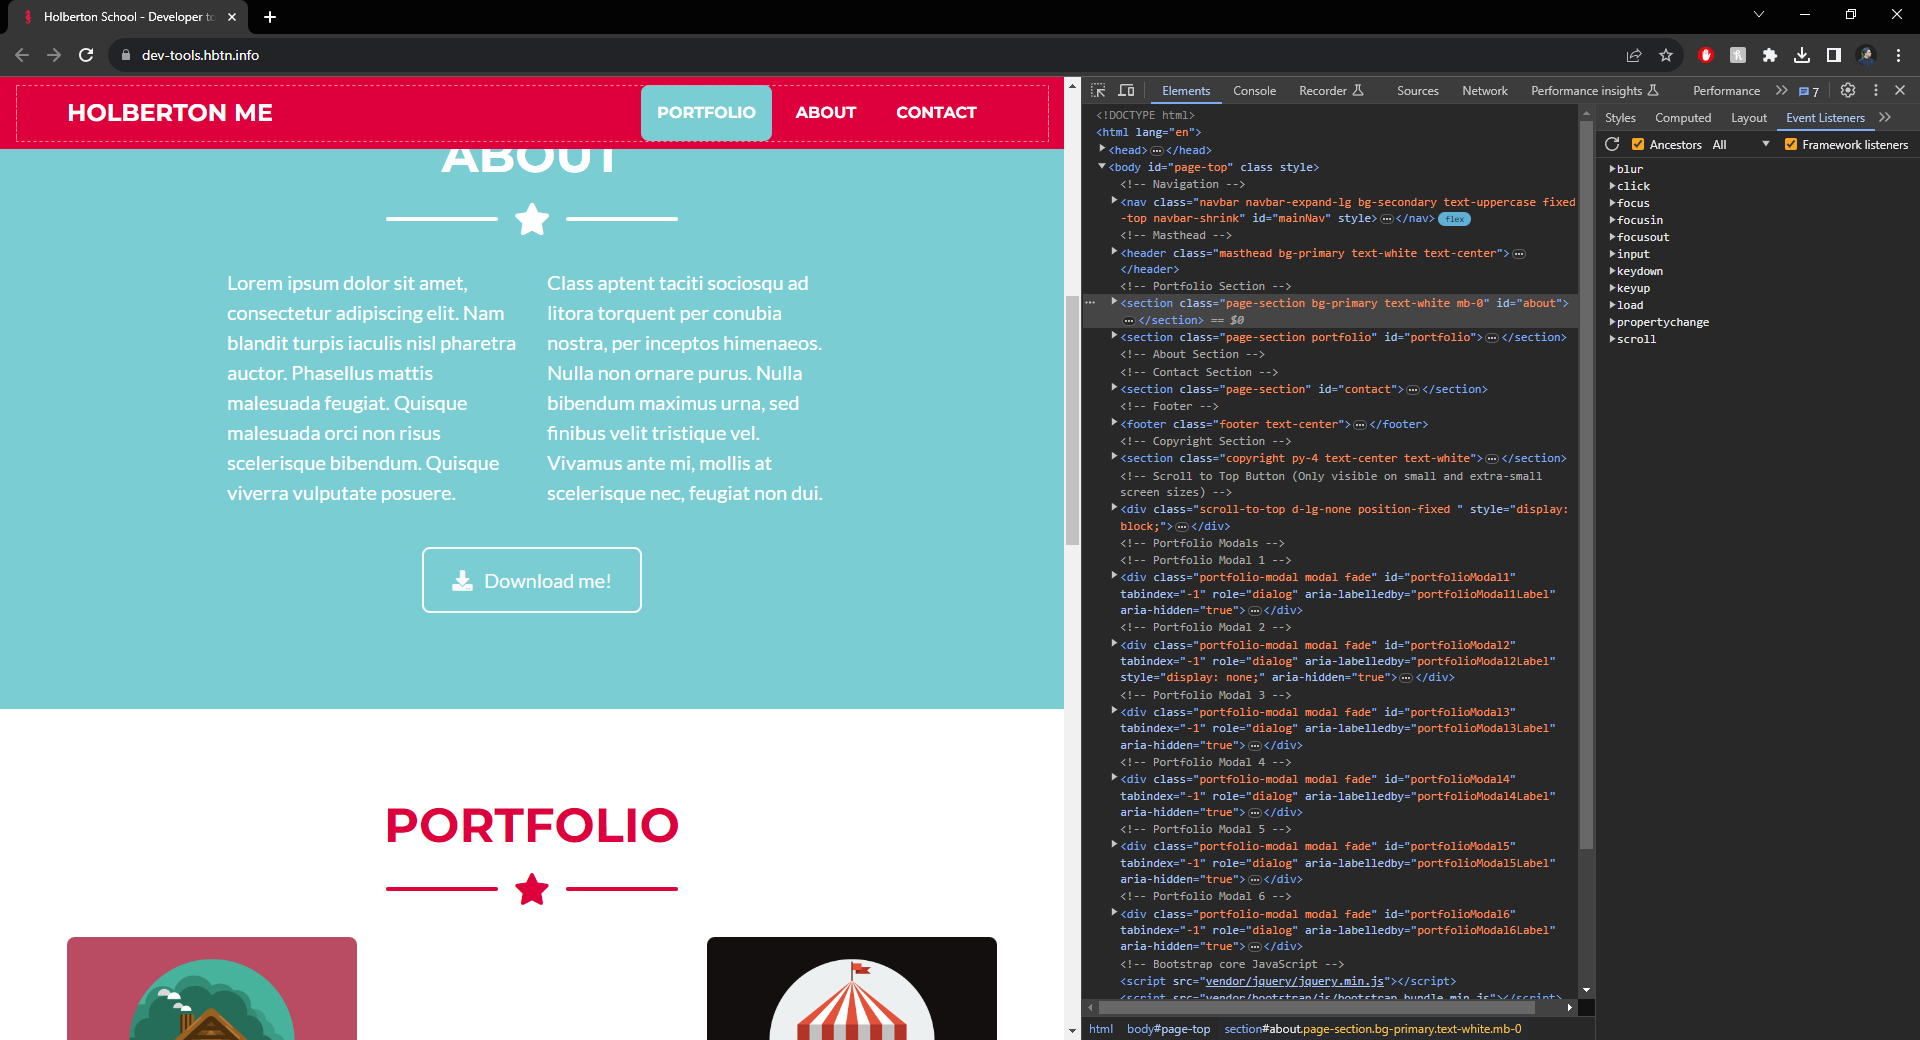 Holberton School - Developer to
dev-tools.hbtn.info
HOLBERTON ME
PORTFOLIO
ABOUT
CONTACT
ABOUT
Lorem ipsum dolor sit amet,
consectetur adipiscing elit. Nam
blandit turpis iaculis nisl pharetra
auctor. Phasellus mattis
malesuada feugiat. Quisque
malesuada orci non risus
scelerisque bibendum. Quisque
viverra vulputate posuere.
Class aptent taciti sociosqu ad
litora torquent per conubia
nostra, per inceptos himenaeos.
Nulla non ornare purus. Nulla
bibendum maximus urna, sed
finibus velit tristique vel.
Vivamus ante mi, mollis at
scelerisque nec, feugiat non dui.
Download me!
PORTFOLIO
Elements Console Recorder Sources Network Performance insights Performance 7
<!DOCTYPE html>
<html lang="en">
<head>…</head>
<body id="page-top" class style>
<!-- Navigation -->
<nav class="navbar navbar-expand-lg bg-secondary text-uppercase fixed
-top navbar-shrink" id="mainNav" style>…</nav> flex
<!-- Masthead -->
<header class="masthead bg-primary text-white text-center">…
</header>
<!-- Portfolio Section -->
<section class="page-section bg-primary text-white mb-0" id="about">
…</section> == $0
<section class="page-section portfolio" id="portfolio">…</section>
<!-- About Section -->
<!-- Contact Section -->
<section class="page-section" id="contact">…</section>
<!-- Footer -->
<footer class="footer text-center">…</footer>
<!-- Copyright Section -->
<section class="copyright py-4 text-center text-white">…</section>
<!-- Scroll to Top Button (Only visible on small and extra-small
screen sizes) -->
<div class="scroll-to-top d-lg-none position-fixed " style="display:
block;">…</div>
<!-- Portfolio Modals -->
<!-- Portfolio Modal 1 -->
<div class="portfolio-modal modal fade" id="portfolioModal1"
tabindex="-1" role="dialog" aria-labelledby="portfolioModal1Label"
aria-hidden="true">…</div>
<!-- Portfolio Modal 2 -->
<div class="portfolio-modal modal fade" id="portfolioModal2"
tabindex="-1" role="dialog" aria-labelledby="portfolioModal2Label"
style="display: none;" aria-hidden="true">…</div>
<!-- Portfolio Modal 3 -->
<div class="portfolio-modal modal fade" id="portfolioModal3"
tabindex="-1" role="dialog" aria-labelledby="portfolioModal3Label"
aria-hidden="true">…</div>
<!-- Portfolio Modal 4 -->
<div class="portfolio-modal modal fade" id="portfolioModal4"
tabindex="-1" role="dialog" aria-labelledby="portfolioModal4Label"
aria-hidden="true">…</div>
<!-- Portfolio Modal 5 -->
<div class="portfolio-modal modal fade" id="portfolioModal5"
tabindex="-1" role="dialog" aria-labelledby="portfolioModal5Label"
aria-hidden="true">…</div>
<!-- Portfolio Modal 6 -->
<div class="portfolio-modal modal fade" id="portfolioModal6"
tabindex="-1" role="dialog" aria-labelledby="portfolioModal6Label"
aria-hidden="true">…</div>
<!-- Bootstrap core JavaScript -->
<script src="vendor/jquery/jquery.min.js"></script>
<script src="vendor/bootstrap/js/bootstrap.bundle.min.js"></script>
html body#page-top section#about.page-section.bg-primary.text-white.mb-0
Styles Computed Layout Event Listeners
Ancestors All Framework listeners
blur
click
focus
focusin
focusout
input
keydown
keyup
load
propertychange
scroll